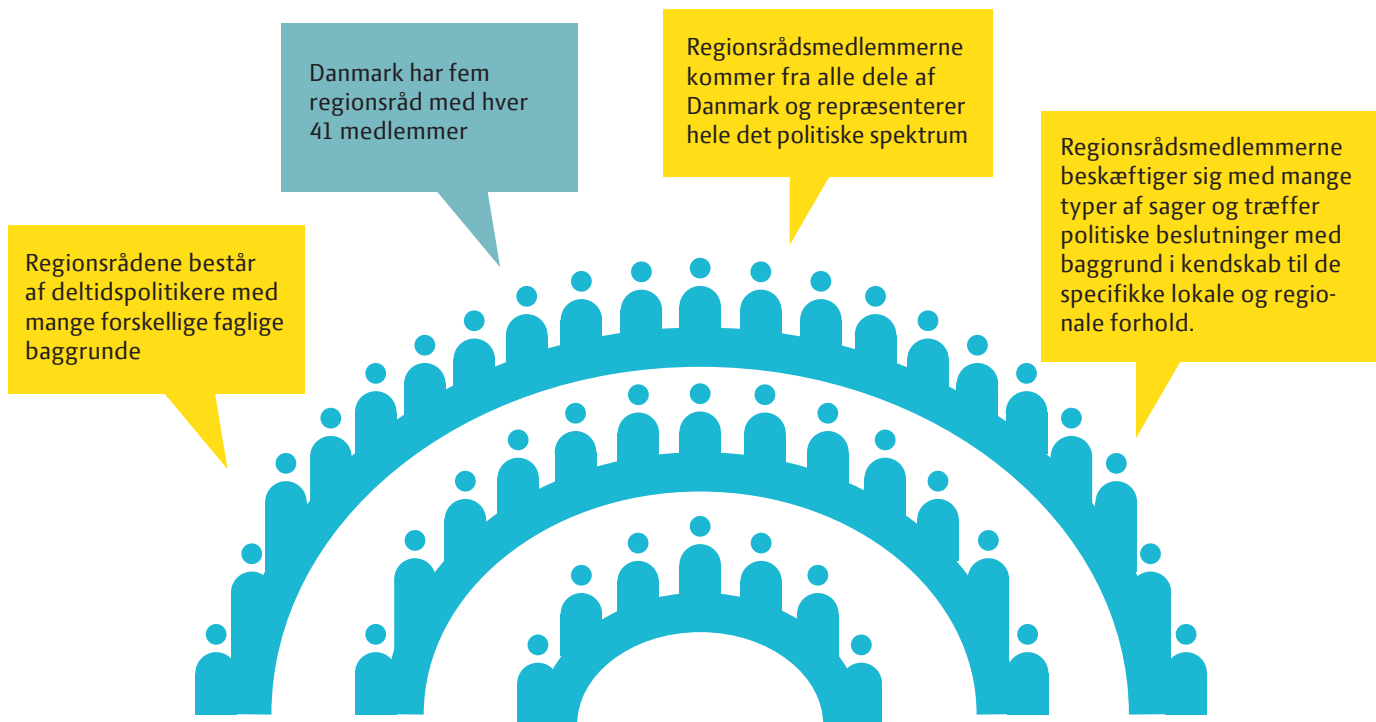 Regionsrådene består
af deltidspolitikere med
mange forskellige faglige
baggrunde
Danmark har fem
regionsråd med hver
41 medlemmer
Regionsrådsmedlemmerne
kommer fra alle dele af
Danmark og repræsenterer
hele det politiske spektrum
Regionsrådsmedlemmerne
beskæftiger sig med mange
typer af sager og træffer
politiske beslutninger med
baggrund i kendskab til de
specifikke lokale og regio-
nale forhold.